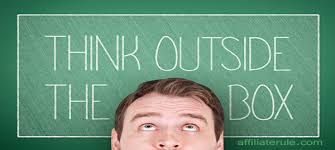 THINK OUTSIDE
THE BOX
affiliaterule.com